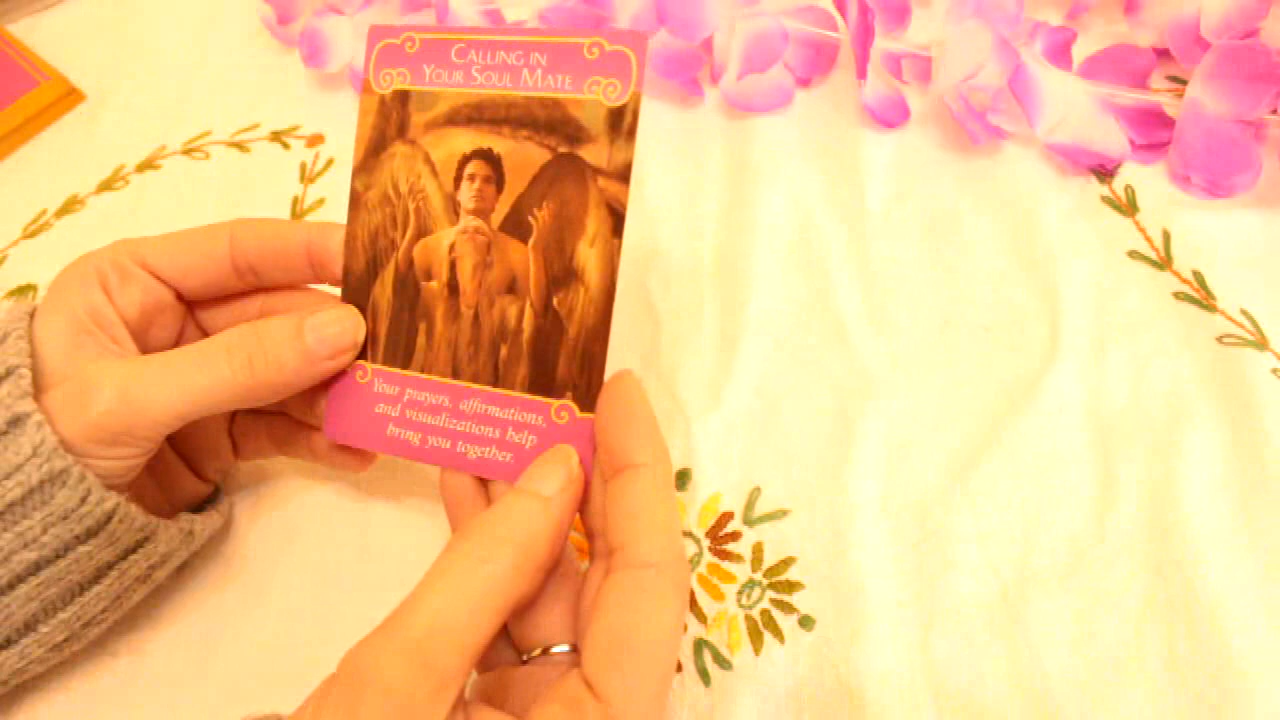 CALLING IN
YOUR SOUL MATE
Your prayers, affirmations,
and visualizations help
bring you together.